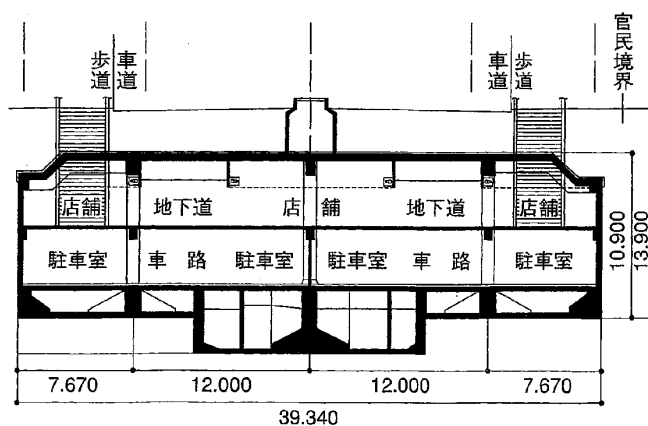 官民境界
歩道 車道
車道 歩道
店舗 地下道 店舗 地下道 店舗
駐車室 車路 駐車室 駐車室 車路 駐車室
10.900
13.900
7.670 12.000 12.000 7.670
39.340